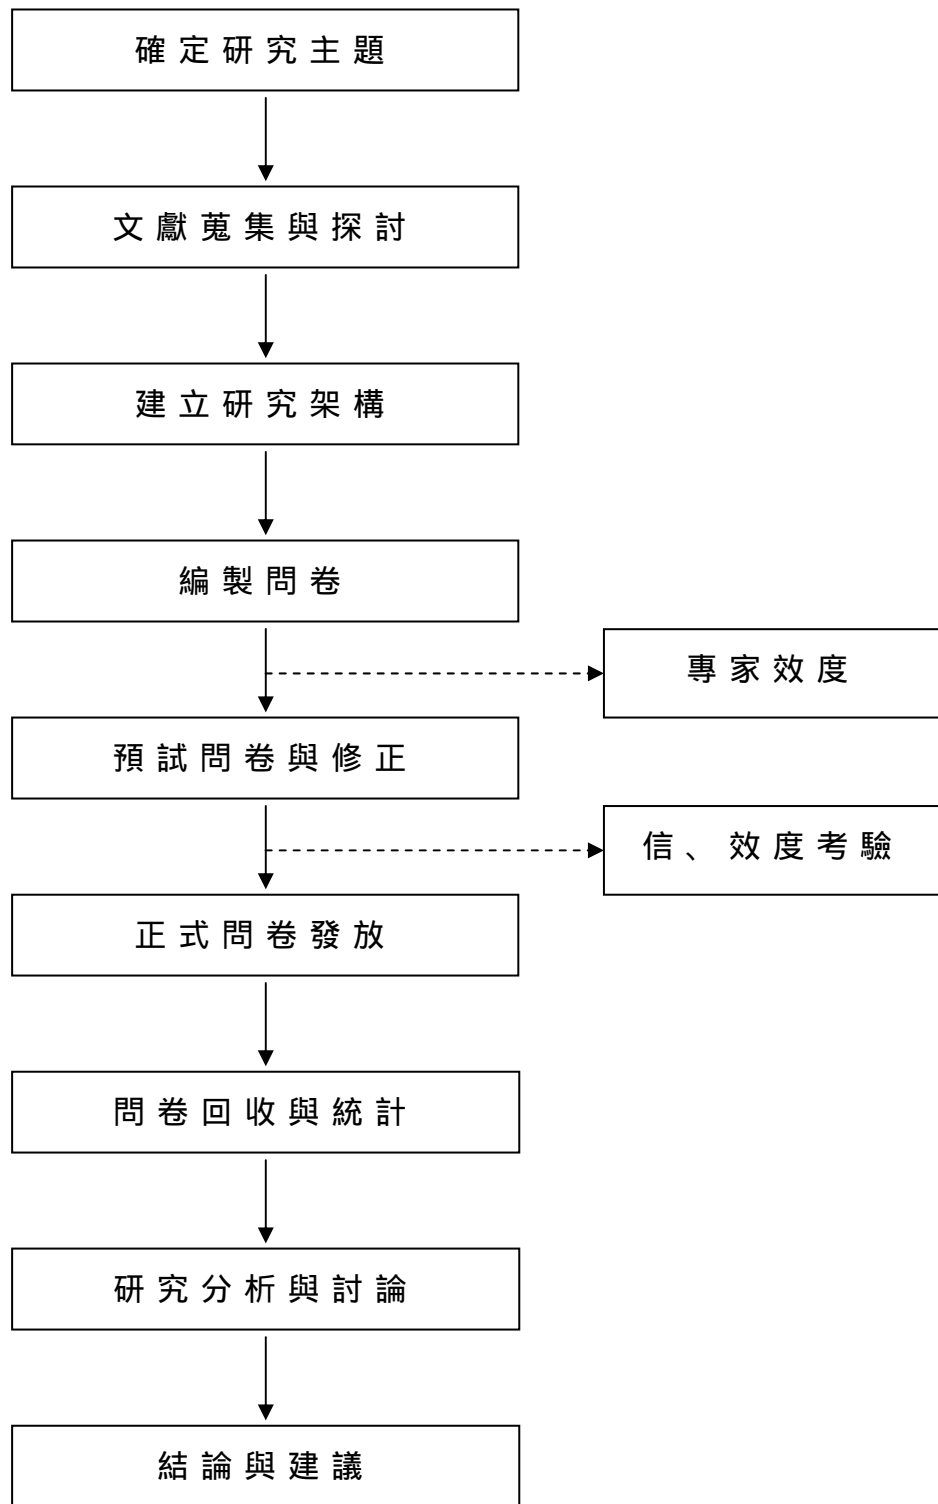 確定研究主題
文獻蒐集與探討
建立研究架構
編製問卷
專家效度
預試問卷與修正
信、效度考驗
正式問卷發放
問卷回收與統計
研究分析與討論
結論與建議